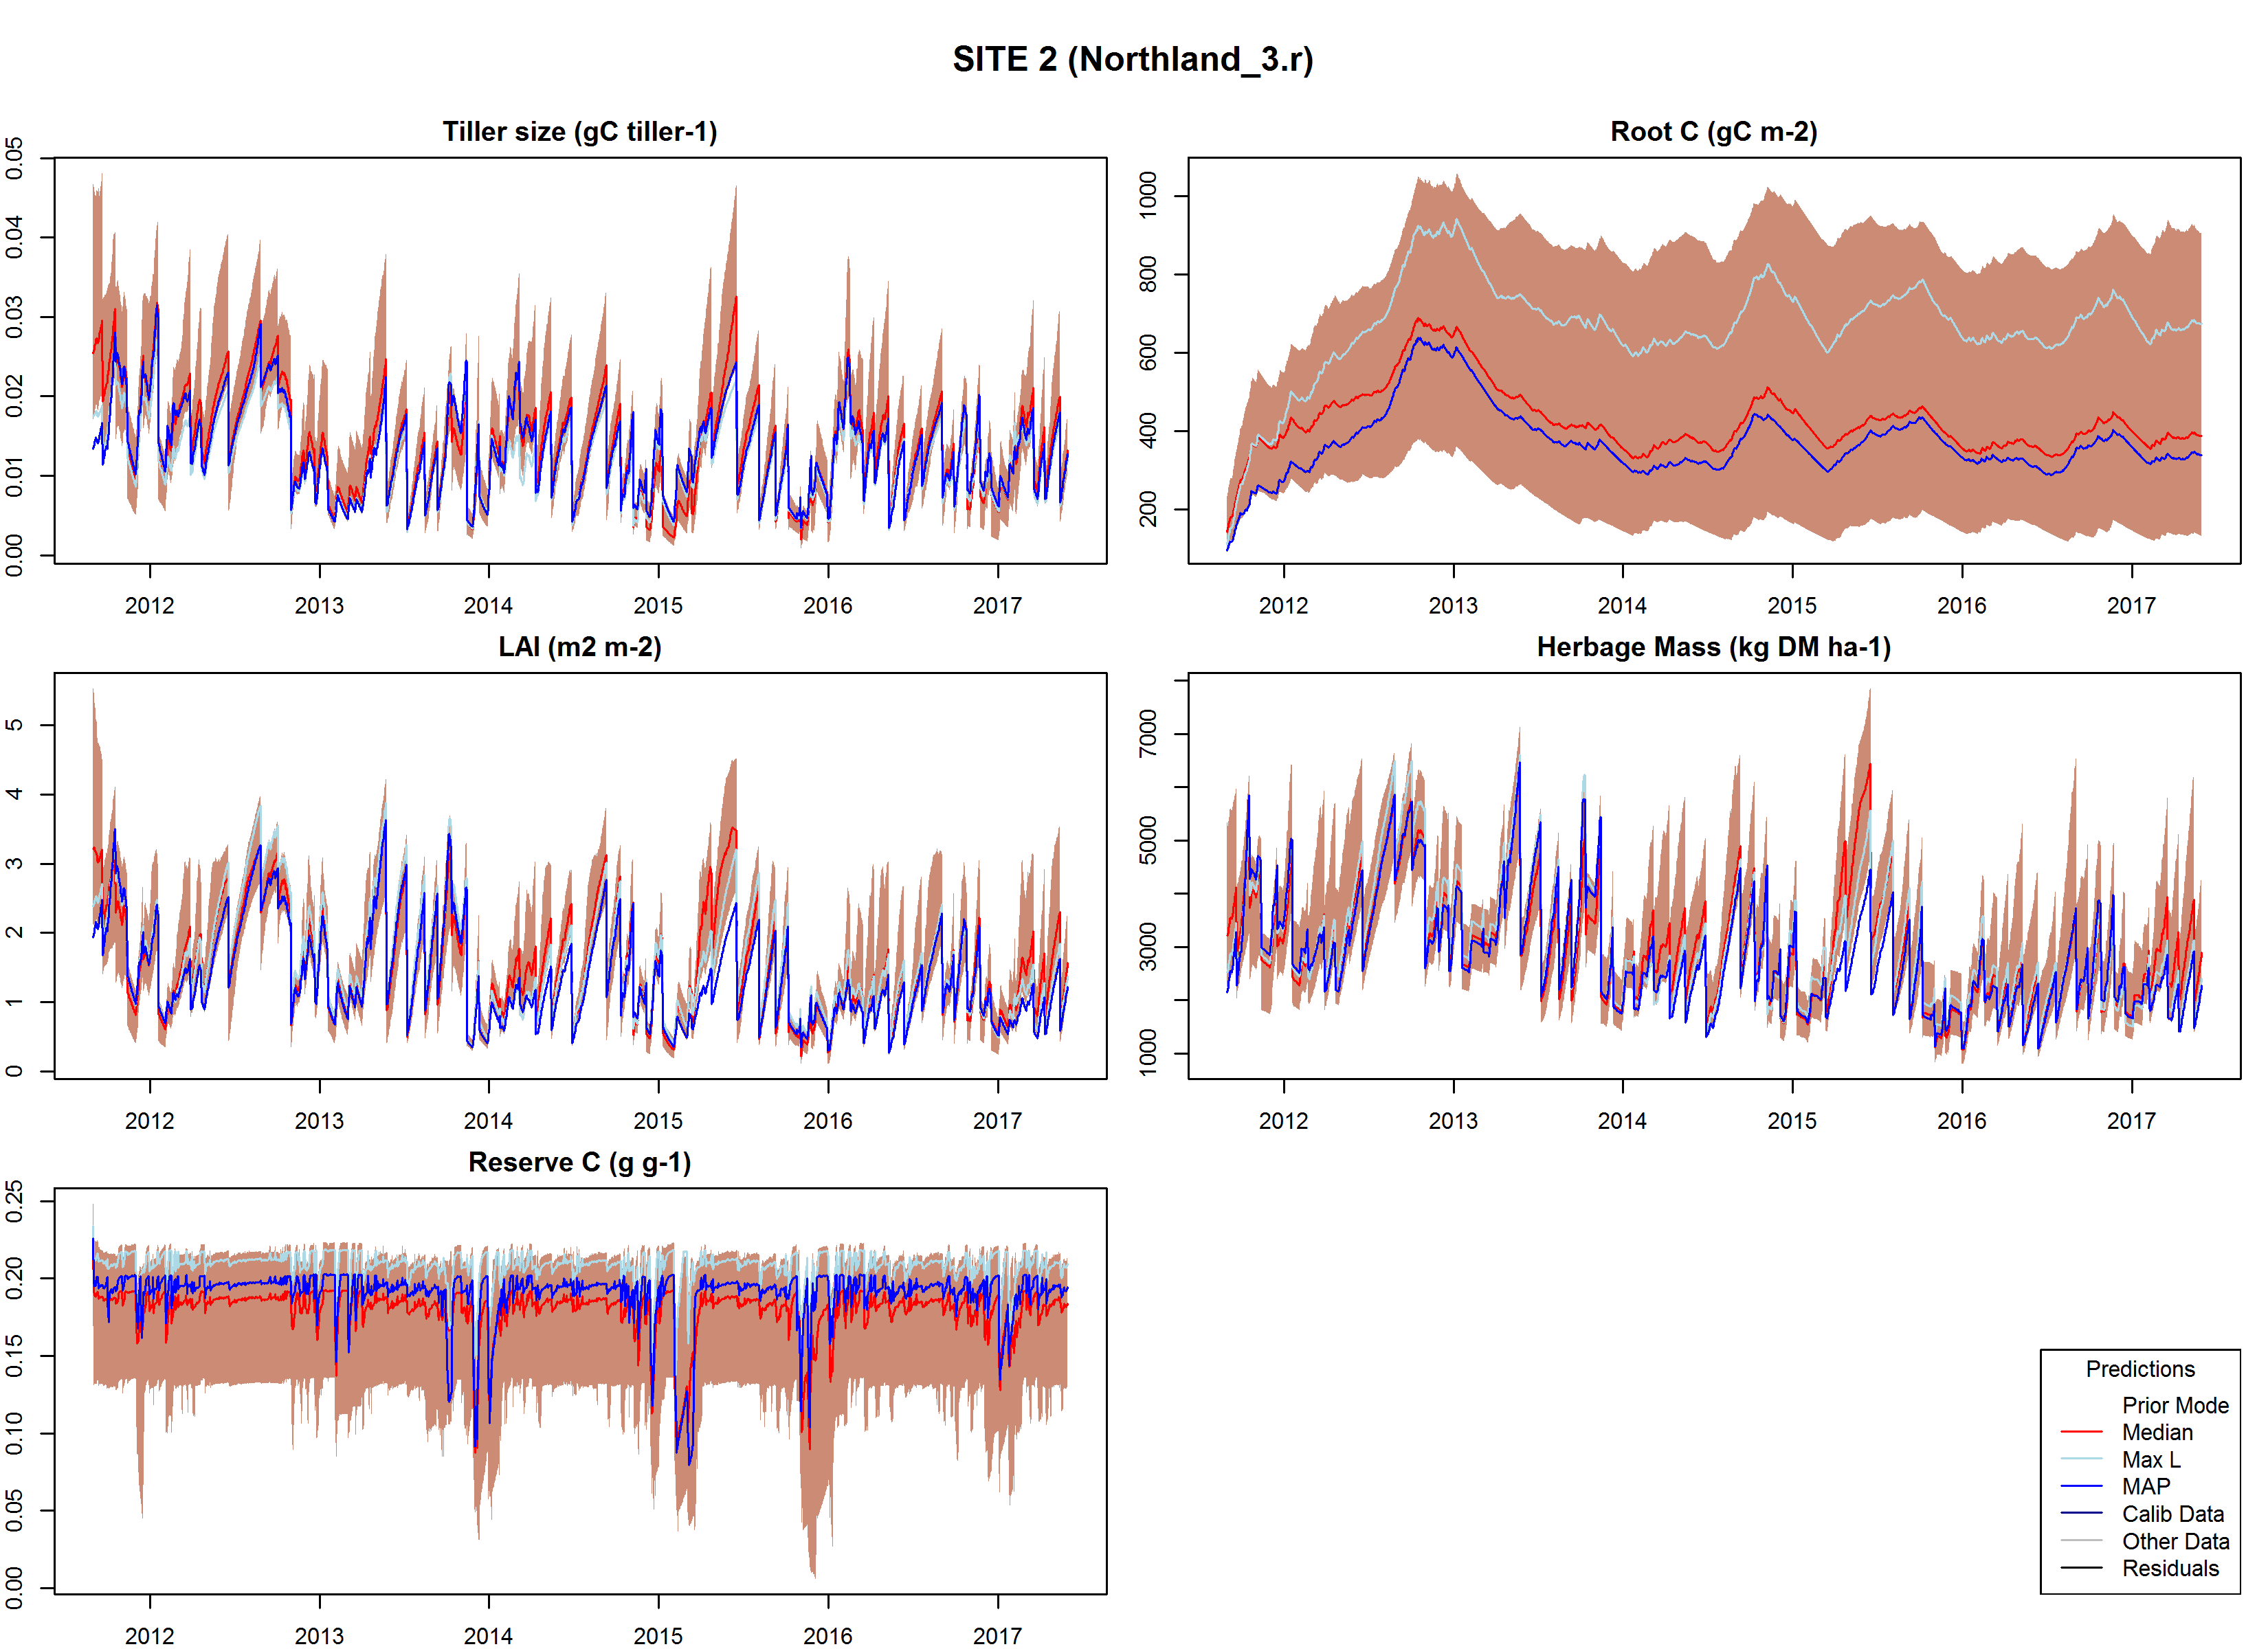 SITE 2 (Northland_3.r)
Tiller size (gC tiller-1)
0.00 0.01 0.02 0.03 0.04 0.05
2012 2013 2014 2015 2016 2017
Root C (gC m-2)
200 400 600 800 1000
2012 2013 2014 2015 2016 2017
LAI (m2 m-2)
0 1 2 3 4 5
2012 2013 2014 2015 2016 2017
Herbage Mass (kg DM ha-1)
1000 3000 5000 7000
2012 2013 2014 2015 2016 2017
Reserve C (g g-1)
0.00 0.05 0.10 0.15 0.20 0.25
2012 2013 2014 2015 2016 2017
Predictions
Prior Mode
Median
Max L
MAP
Calib Data
Other Data
Residuals